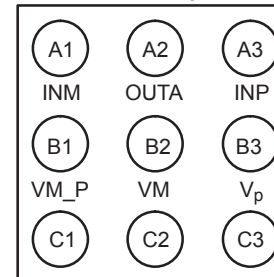 A1 A2 A3
INM OUTA INP
B1 B2 B3
VM_P VM Vp
C1 C2 C3